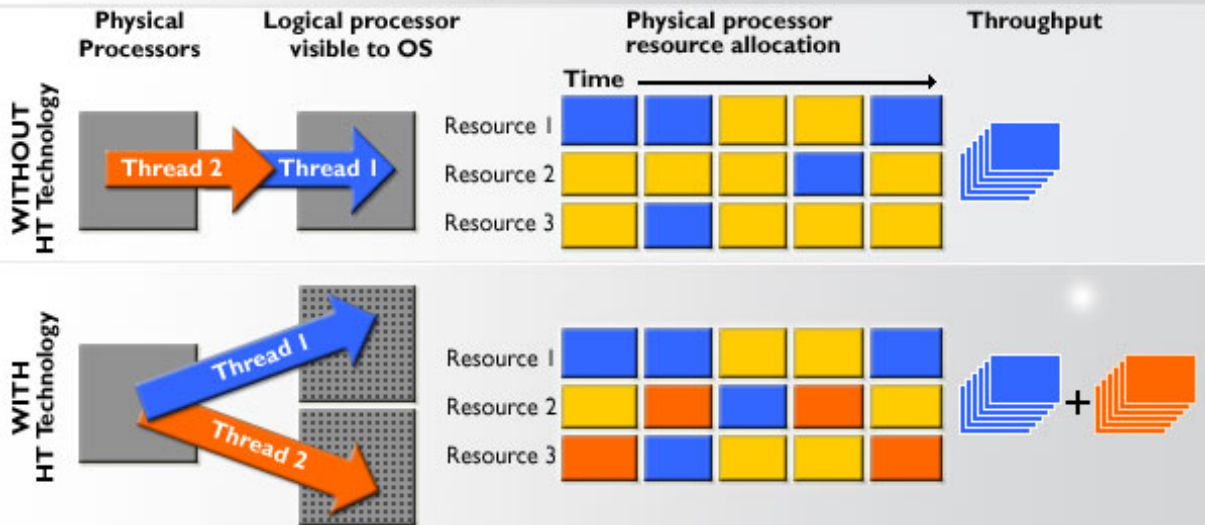 Physical
Processors
Logical processor
visible to OS
Physical processor
resource allocation
Throughput
WITHOUT
HT Technology
Thread 2
Thread 1
Time
Resource 1
Resource 2
Resource 3
WITH
HT Technology
Thread 1
Thread 2
Resource 1
Resource 2
Resource 3
+